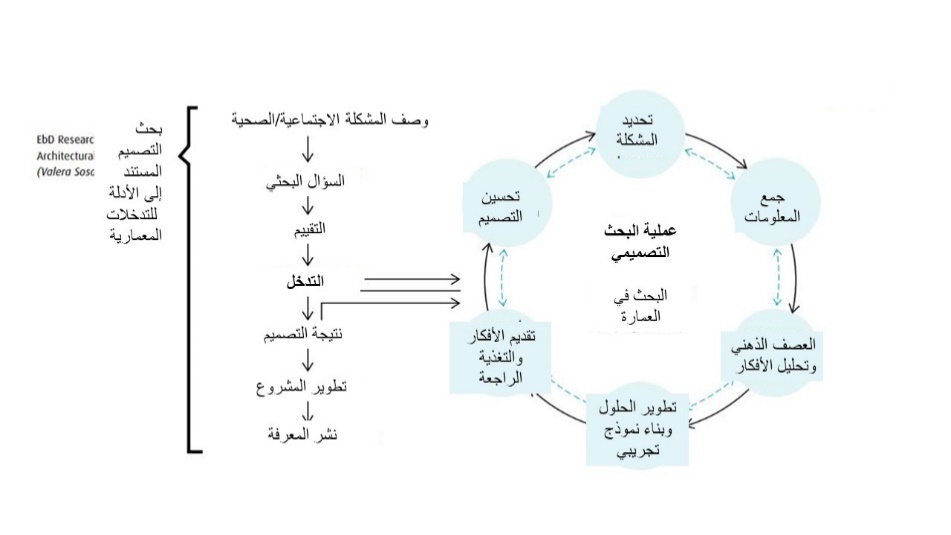 EbD Researc
Architectural
(Valera Sosa
بحث
التصميم
المستند
إلى الأدلة
للتدخلات
المعمارية
وصف المشكلة الاجتماعية/الصحية
السؤال البحثي
التقييم
التدخل
نتيجة التصميم
تطوير المشروع
نشر المعرفة
تحديد
المشكلة
جمع
المعلومات
العصف الذهني
وتحليل الأفكار
تطوير الحلول
وبناء نموذج
تجريبي
تقديم الأفكار
والتغذية
الراجعة
تحسين
التصميم
عملية البحث
التصميمي
البحث في
العمارة